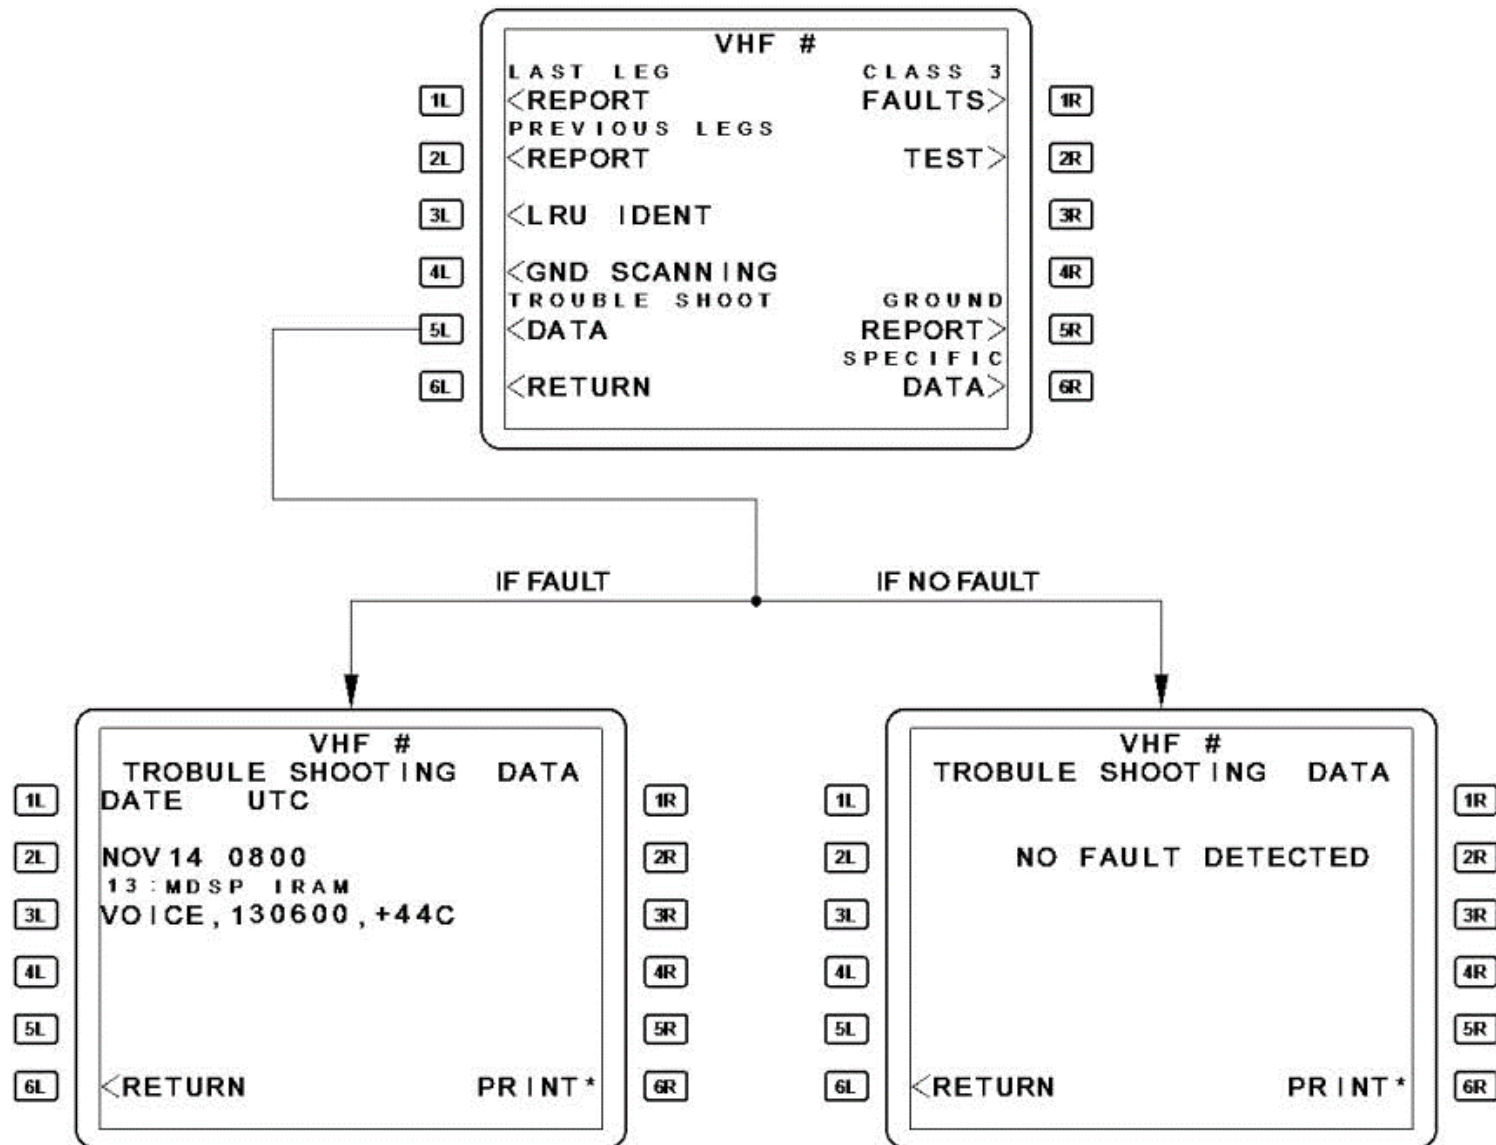 VHF #
LAST LEG CLASS 3
1L <REPORT FAULTS> 1R
PREVIOUS LEGS
2L <REPORT TEST> 2R
3L <LRU IDENT 3R
4L <GND SCANNING 4R
TROUBLE SHOOT GROUND
5L <DATA REPORT> 5R
SPECIFIC
6L <RETURN DATA> 6R
IF FAULT IF NO FAULT
VHF #
TROBULE SHOOTING DATA
1L DATE UTC 1R
2L NOV14 0800 2R
13:MDSP IRAM
3L VOICE,130600,+44C 3R
4L 4R
5L 5R
6L <RETURN PRINT* 6R
VHF #
TROBULE SHOOTING DATA
1L 1R
2L NO FAULT DETECTED 2R
3L 3R
4L 4R
5L 5R
6L <RETURN PRINT* 6R